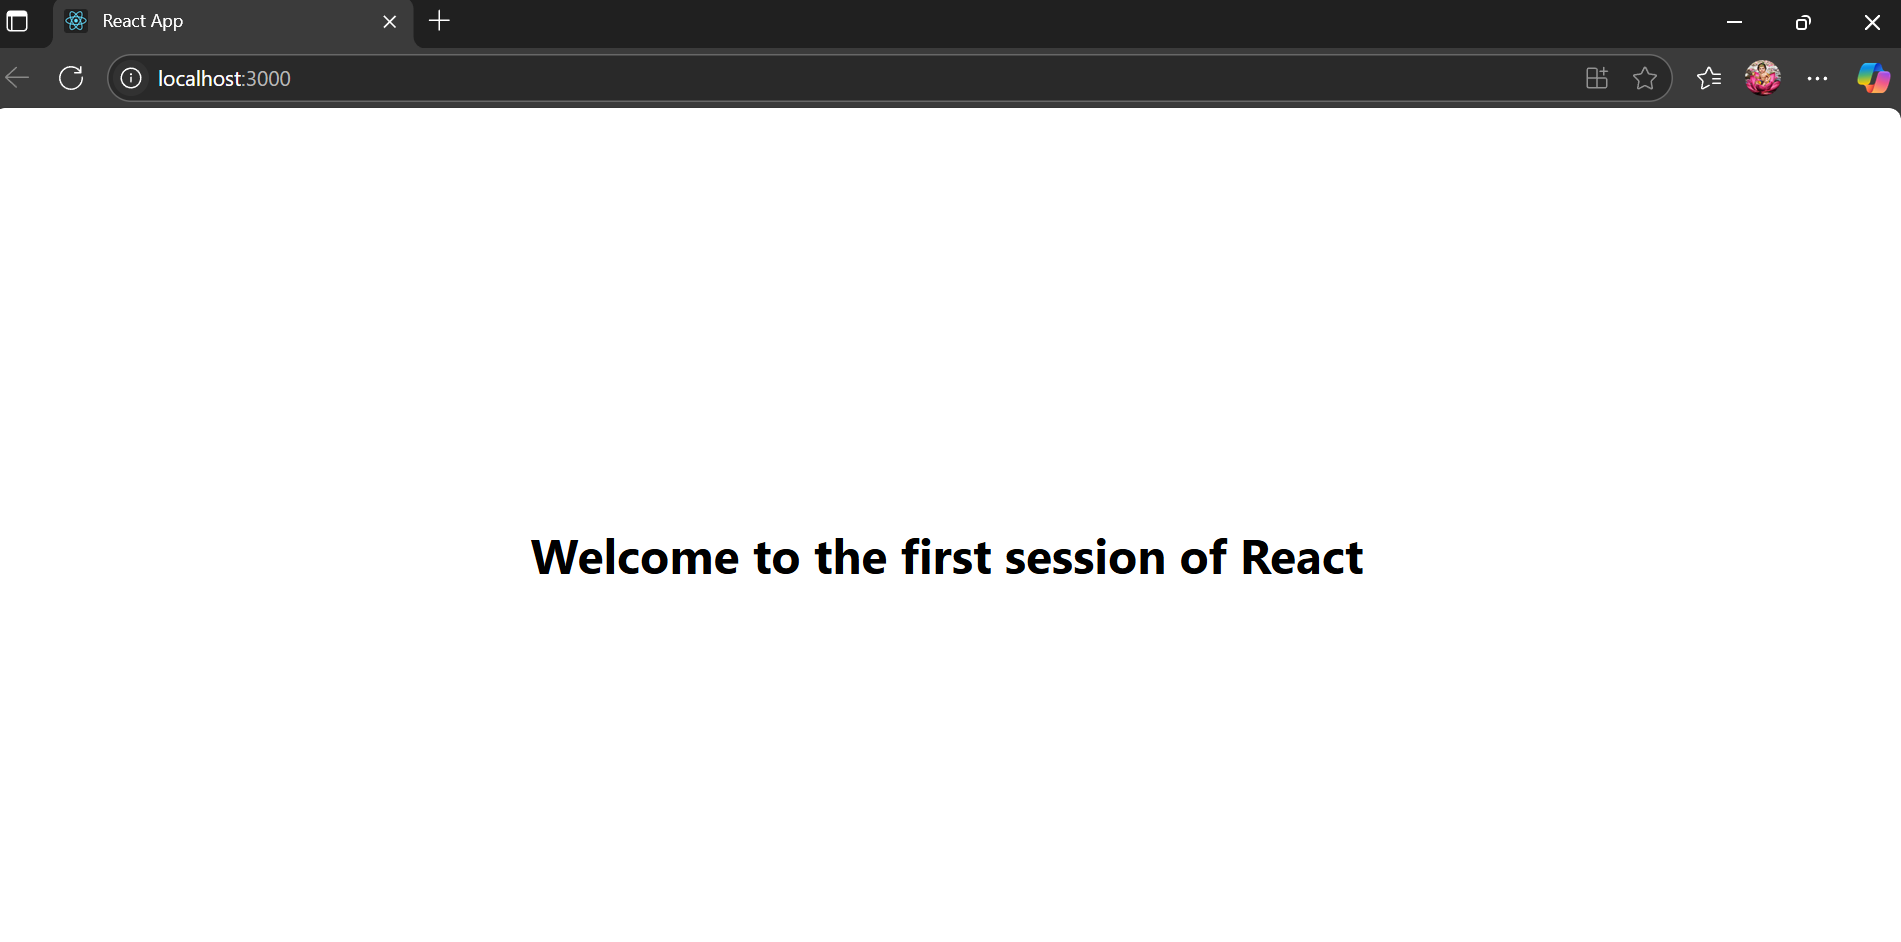 React App
localhost:3000
Welcome to the first session of React